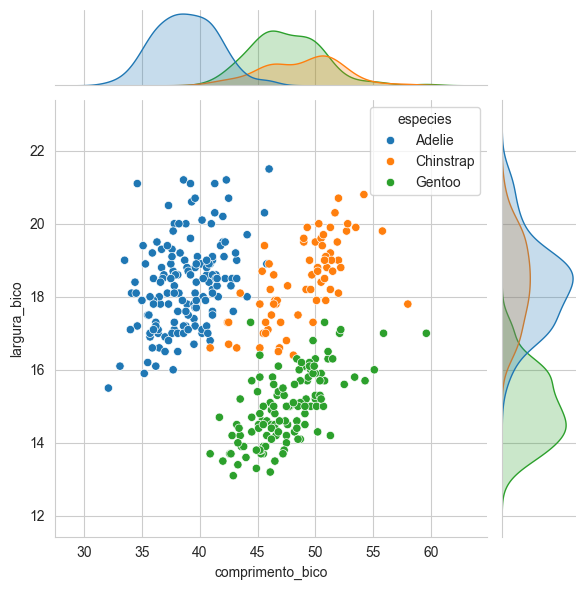 especies
Adelie
Chinstrap
Gentoo
22
20
18
16
14
12
largura_bico
30 35 40 45 50 55 60
comprimento_bico